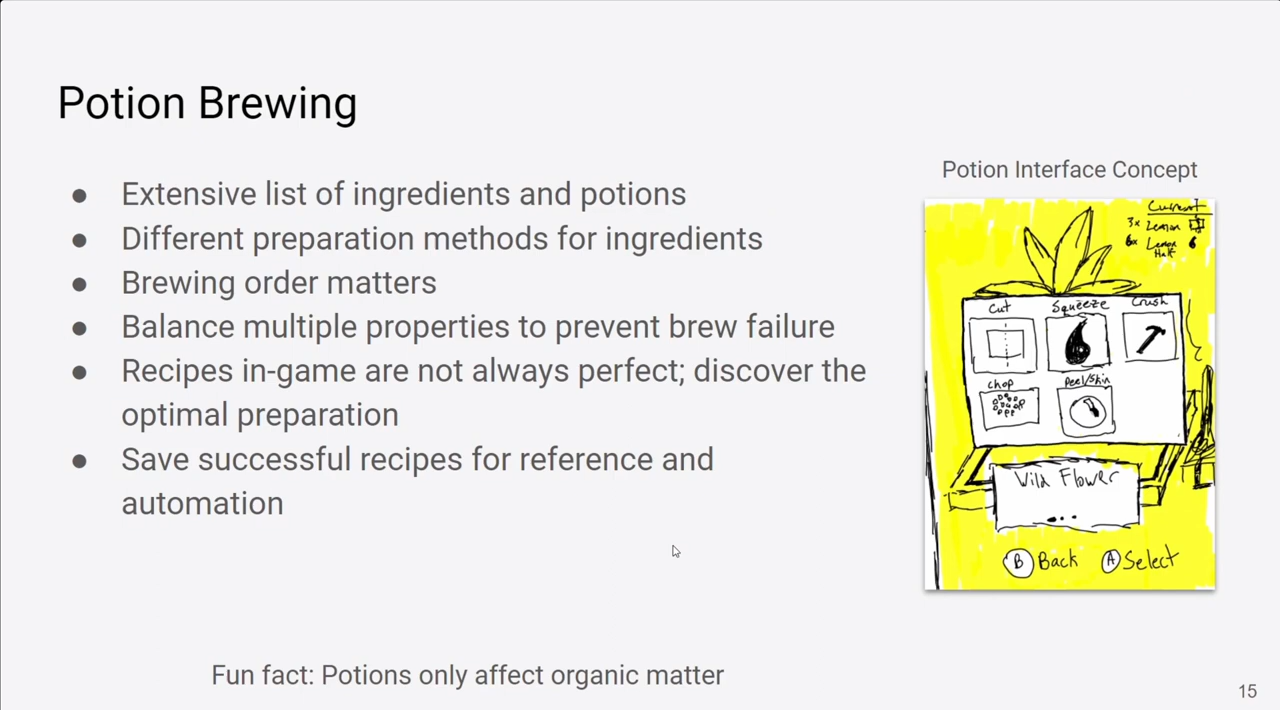 Potion Brewing
● Extensive list of ingredients and potions
● Different preparation methods for ingredients
● Brewing order matters
● Balance multiple properties to prevent brew failure
● Recipes in-game are not always perfect; discover the
optimal preparation
● Save successful recipes for reference and
automation
Potion Interface Concept
Current
3x Lemon
6x Lemon
Half
Cut Squeeze Crush
Chop Peel/Skin
Wild Flower
...
B Back A Select
Fun fact: Potions only affect organic matter
15